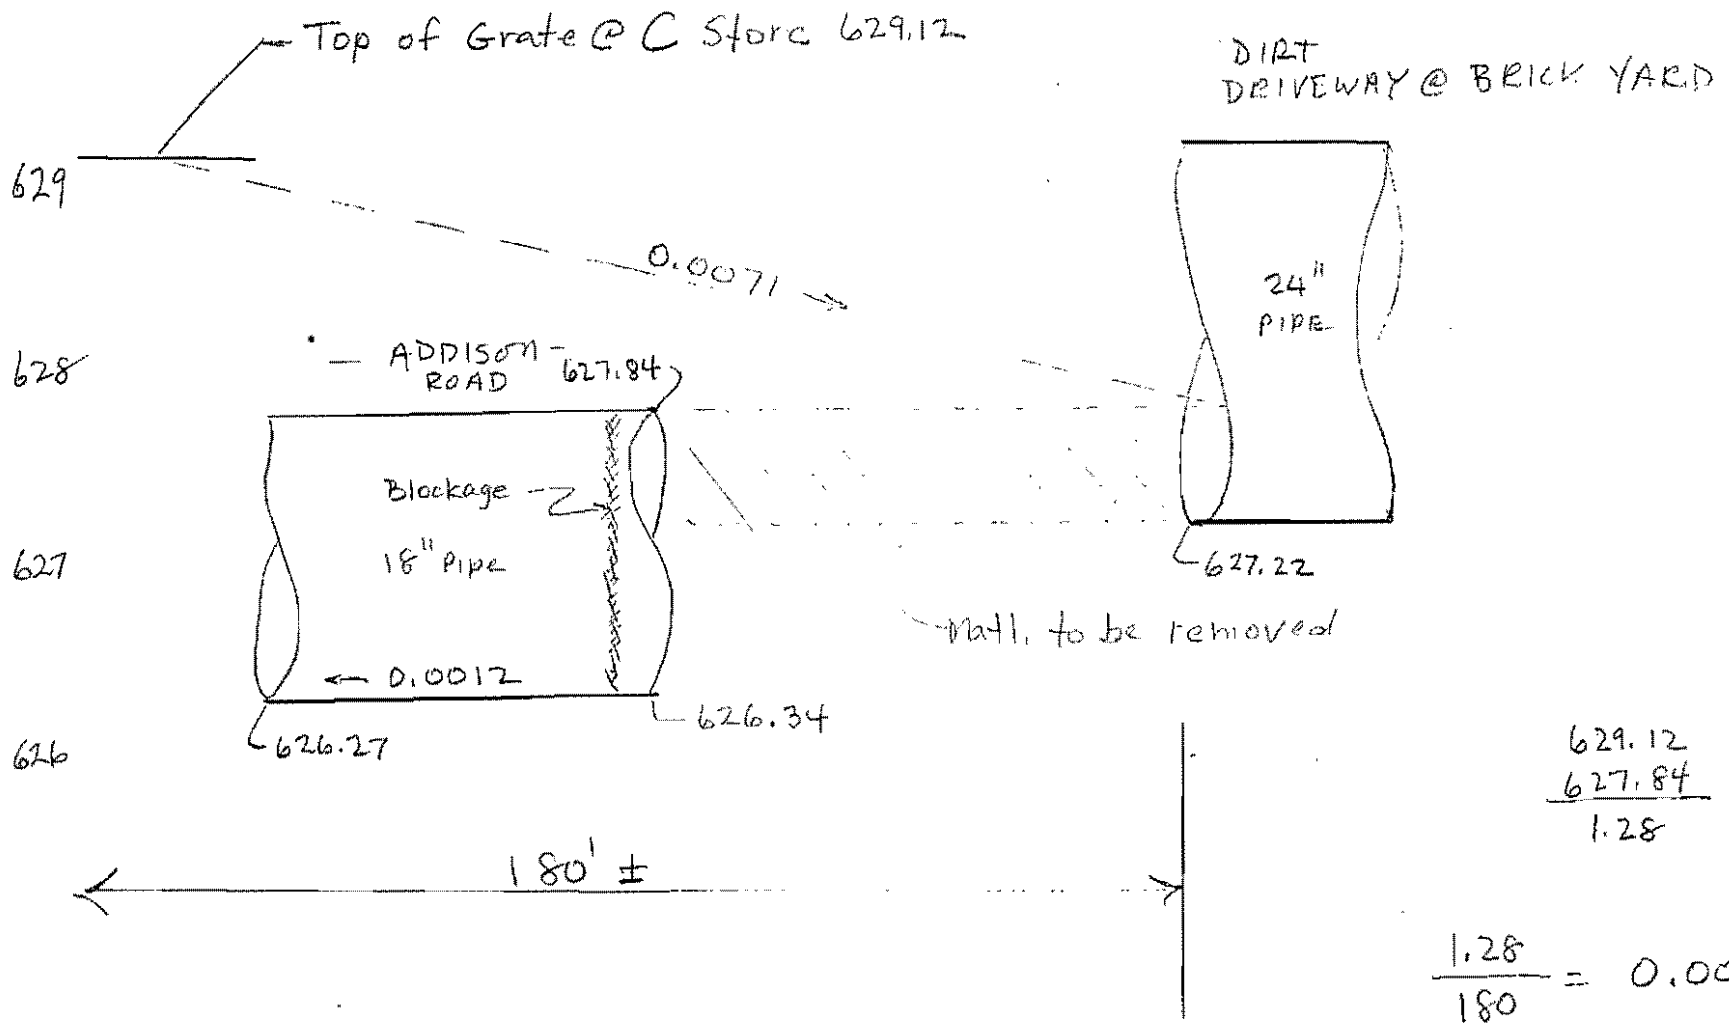 Top of Grate @ C Store 629.12
DIRT
DRIVEWAY @ BRICK YARD
629
0.0071
24"
PIPE
628
ADDISON
ROAD
627.84
Blockage
18" Pipe
627
627.22
Matl. to be removed
0.0012
626.34
626.27
626
629.12
627.84
1.28
180' ±
1.28
180
= 0.00